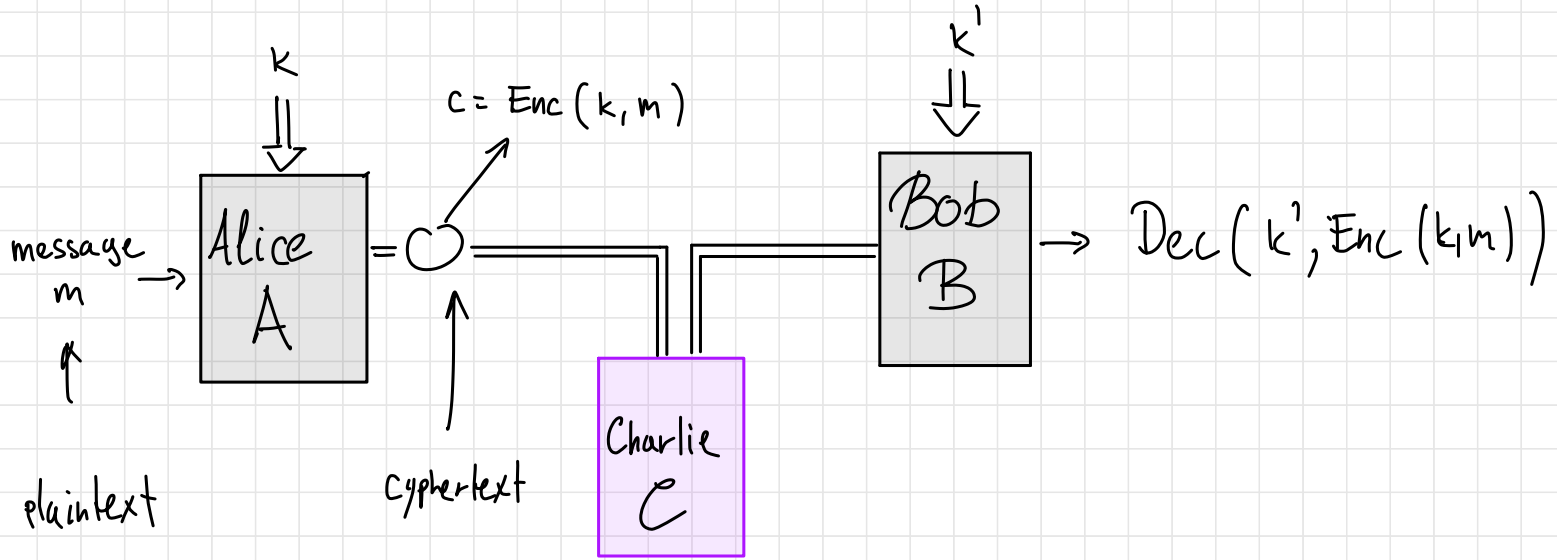 k
k'
c = Enc(k, m)
message
m
Alice
A
Bob
B
Dec(k', Enc(k,m))
plaintext
cyphertext
Charlie
C